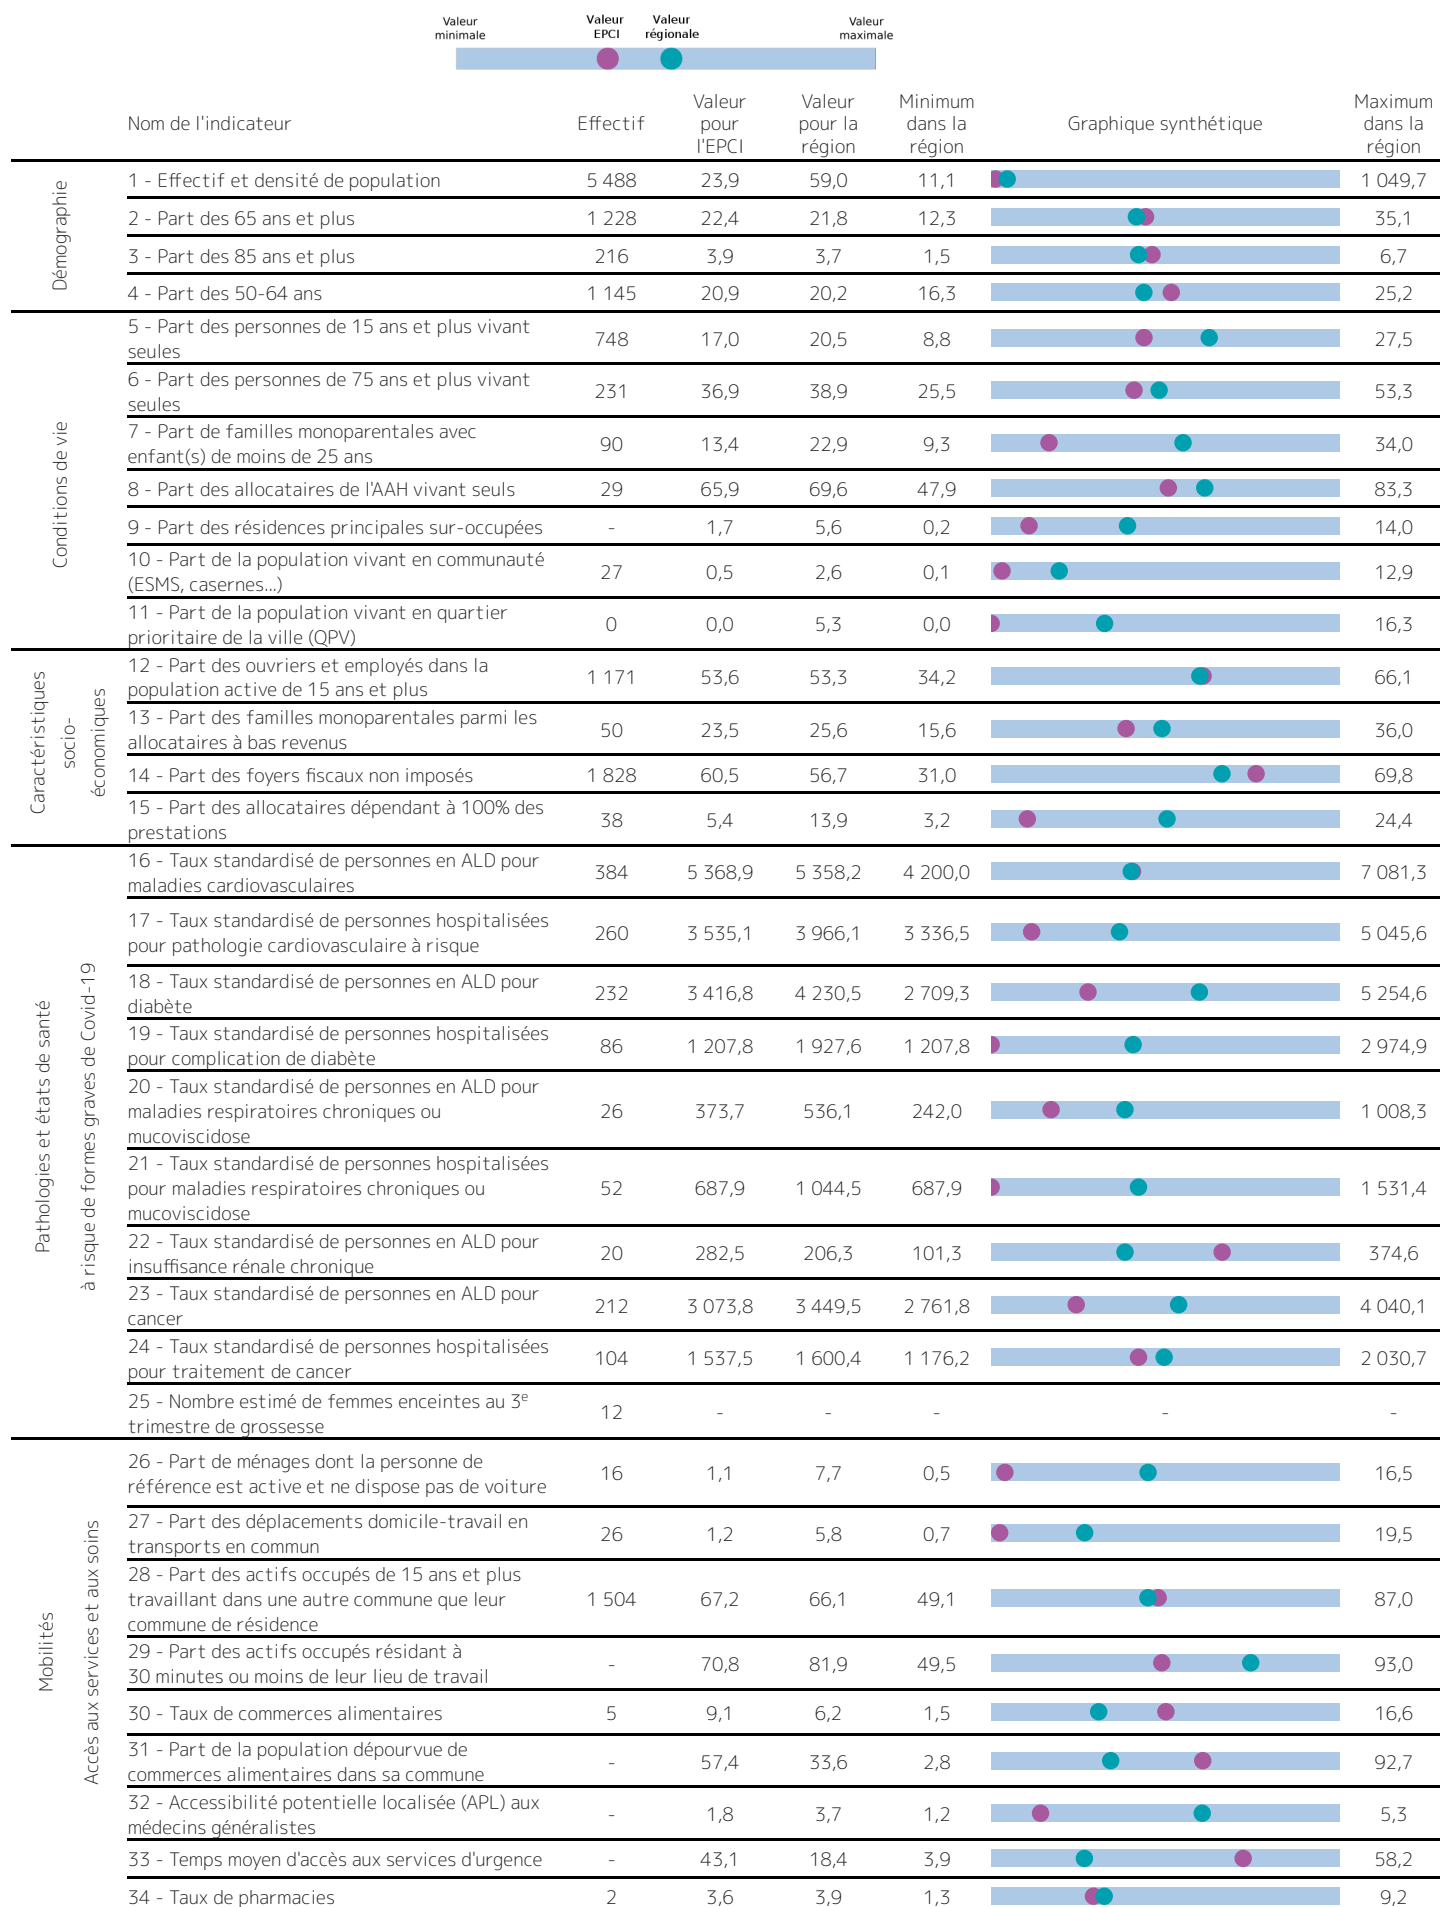 Valeur minimale
Valeur EPCI
Valeur régionale
Valeur maximale
Nom de l'indicateur
Effectif
Valeur pour l'EPCI
Valeur pour la région
Minimum dans la région
Graphique synthétique
Maximum dans la région
Démographie
1 - Effectif et densité de population 5 488 23,9 59,0 11,1 1 049,7
2 - Part des 65 ans et plus 1 228 22,4 21,8 12,3 35,1
3 - Part des 85 ans et plus 216 3,9 3,7 1,5 6,7
4 - Part des 50-64 ans 1 145 20,9 20,2 16,3 25,2
Conditions de vie
5 - Part des personnes de 15 ans et plus vivant
seules 748 17,0 20,5 8,8 27,5
6 - Part des personnes de 75 ans et plus vivant
seules 231 36,9 38,9 25,5 53,3
7 - Part de familles monoparentales avec
enfant(s) de moins de 25 ans 90 13,4 22,9 9,3 34,0
8 - Part des allocataires de l'AAH vivant seuls 29 65,9 69,6 47,9 83,3
9 - Part des résidences principales sur-occupées - 1,7 5,6 0,2 14,0
10 - Part de la population vivant en communauté
(ESMS, casernes...) 27 0,5 2,6 0,1 12,9
11 - Part de la population vivant en quartier
prioritaire de la ville (QPV) 0 0,0 5,3 0,0 16,3
Caractéristiques
socio-
économiques
12 - Part des ouvriers et employés dans la
population active de 15 ans et plus 1 171 53,6 53,3 34,2 66,1
13 - Part des familles monoparentales parmi les
allocataires à bas revenus 50 23,5 25,6 15,6 36,0
14 - Part des foyers fiscaux non imposés 1 828 60,5 56,7 31,0 69,8
15 - Part des allocataires dépendant à 100% des
prestations 38 5,4 13,9 3,2 24,4
Pathologies et états de santé
à risque de formes graves de Covid-19
16 - Taux standardisé de personnes en ALD pour
maladies cardiovasculaires 384 5 368,9 5 358,2 4 200,0 7 081,3
17 - Taux standardisé de personnes hospitalisées
pour pathologie cardiovasculaire à risque 260 3 535,1 3 966,1 3 336,5 5 045,6
18 - Taux standardisé de personnes en ALD pour
diabète 232 3 416,8 4 230,5 2 709,3 5 254,6
19 - Taux standardisé de personnes hospitalisées
pour complication de diabète 86 1 207,8 1 927,6 1 207,8 2 974,9
20 - Taux standardisé de personnes en ALD pour
maladies respiratoires chroniques ou
mucoviscidose 26 373,7 536,1 242,0 1 008,3
21 - Taux standardisé de personnes hospitalisées
pour maladies respiratoires chroniques ou
mucoviscidose 52 687,9 1 044,5 687,9 1 531,4
22 - Taux standardisé de personnes en ALD pour
insuffisance rénale chronique 20 282,5 206,3 101,3 374,6
23 - Taux standardisé de personnes en ALD pour
cancer 212 3 073,8 3 449,5 2 761,8 4 040,1
24 - Taux standardisé de personnes hospitalisées
pour traitement de cancer 104 1 537,5 1 600,4 1 176,2 2 030,7
25 - Nombre estimé de femmes enceintes au 3e
trimestre de grossesse 12 - - - - -
Mobilités
Accès aux services et aux soins
26 - Part de ménages dont la personne de
référence est active et ne dispose pas de voiture 16 1,1 7,7 0,5 16,5
27 - Part des déplacements domicile-travail en
transports en commun 26 1,2 5,8 0,7 19,5
28 - Part des actifs occupés de 15 ans et plus
travaillant dans une autre commune que leur
commune de résidence 1 504 67,2 66,1 49,1 87,0
29 - Part des actifs occupés résidant à
30 minutes ou moins de leur lieu de travail - 70,8 81,9 49,5 93,0
30 - Taux de commerces alimentaires 5 9,1 6,2 1,5 16,6
31 - Part de la population dépourvue de
commerces alimentaires dans sa commune - 57,4 33,6 2,8 92,7
32 - Accessibilité potentielle localisée (APL) aux
médecins généralistes - 1,8 3,7 1,2 5,3
33 - Temps moyen d'accès aux services d'urgence - 43,1 18,4 3,9 58,2
34 - Taux de pharmacies 2 3,6 3,9 1,3 9,2